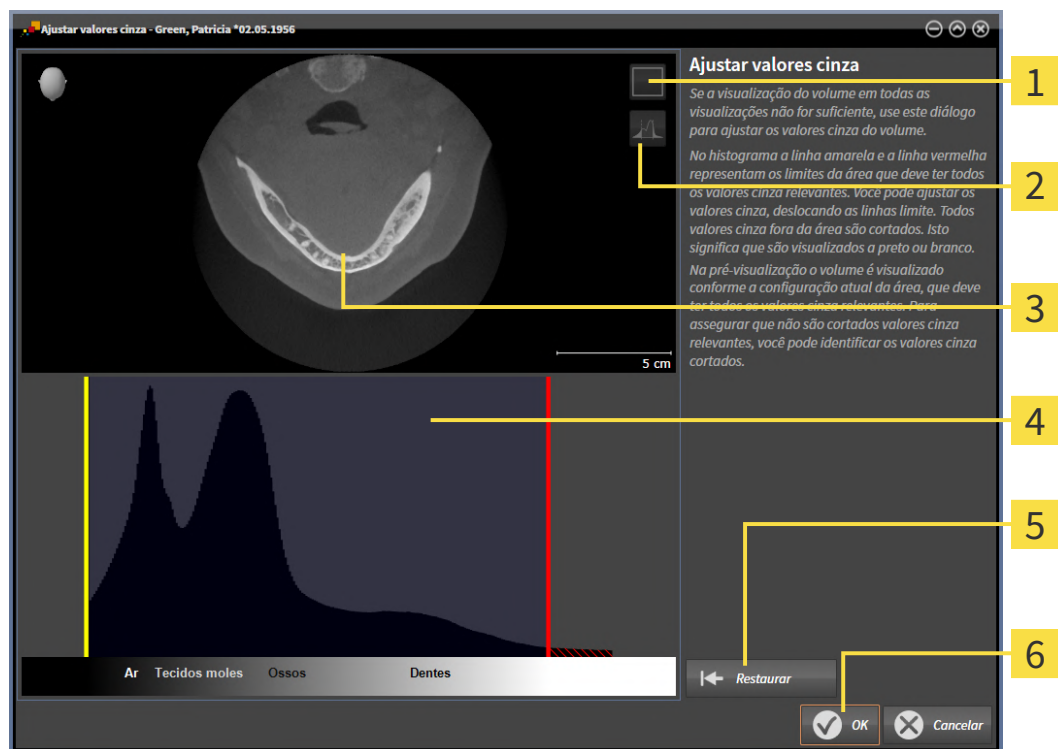 Ajustar valores cinza - Green, Patricia *02.05.1956
5 cm
Ar Tecidos moles Ossos Dentes
Ajustar valores cinza
Se a visualização do volume em todas as
visualizações não for suficiente, use este diálogo
para ajustar os valores cinza do volume.
No histograma a linha amarela e a linha vermelha
representam os limites da área que deve ter todos
os valores cinza relevantes. Você pode ajustar os
valores cinza, deslocando as linhas limite. Todos
valores cinza fora da área são cortados. Isto
significa que são visualizados a preto ou branco.
Na pré-visualização o volume é visualizado
conforme a configuração atual da área, que deve
ter todos os valores cinza relevantes. Para
assegurar que não são cortados valores cinza
relevantes, você pode identificar os valores cinza
cortados.
Restaurar
OK Cancelar
1
2
3
4
5
6